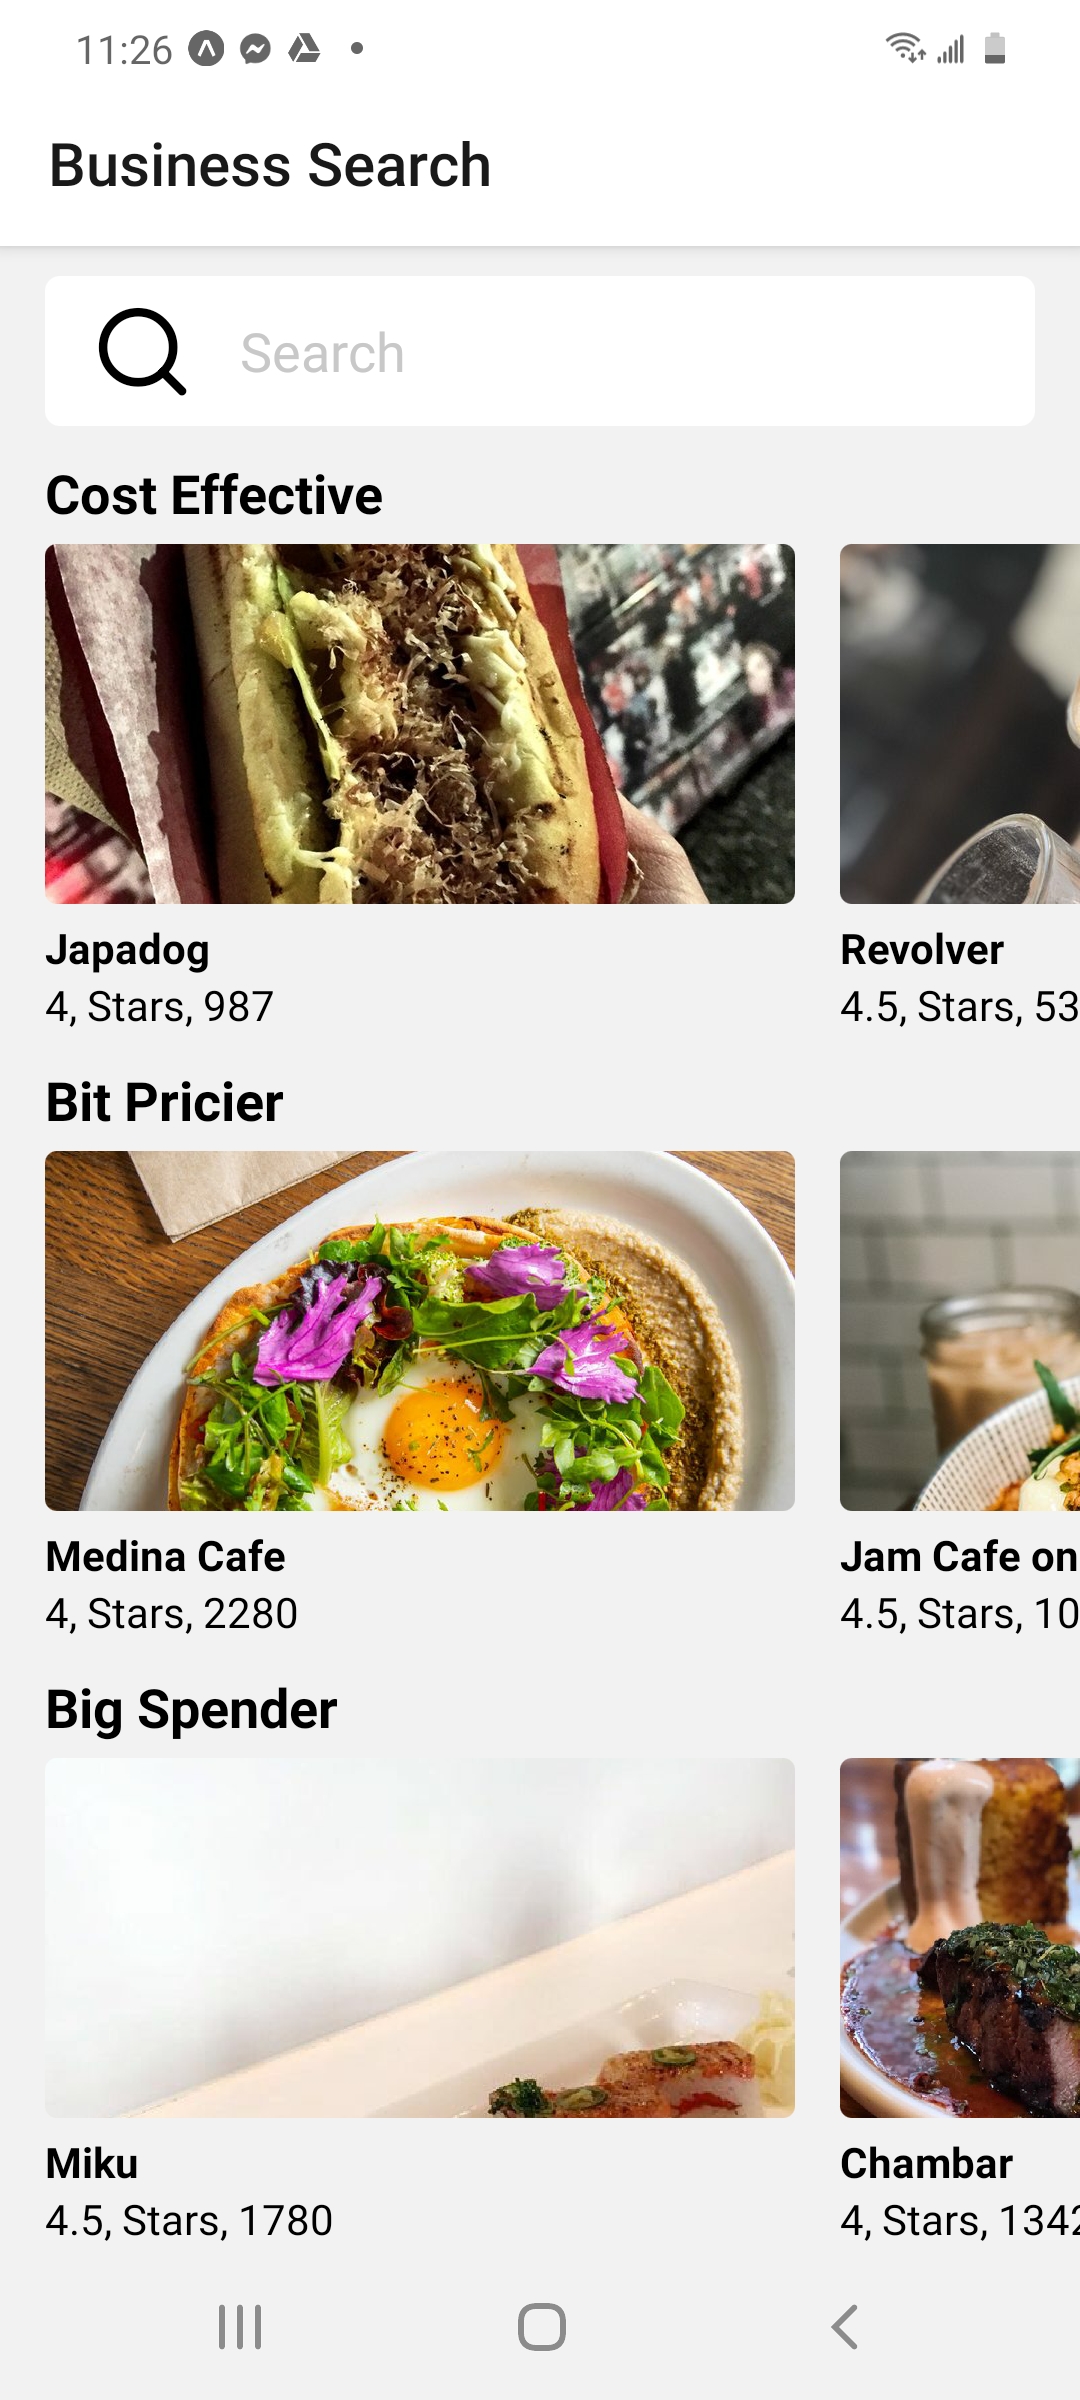 11:26
Business Search
Search
Cost Effective
Japadog
4, Stars, 987
Revolver
4.5, Stars, 53
Bit Pricier
Medina Cafe
4, Stars, 2280
Jam Cafe on
4.5, Stars, 10
Big Spender
Miku
4.5, Stars, 1780
Chambar
4, Stars, 1342